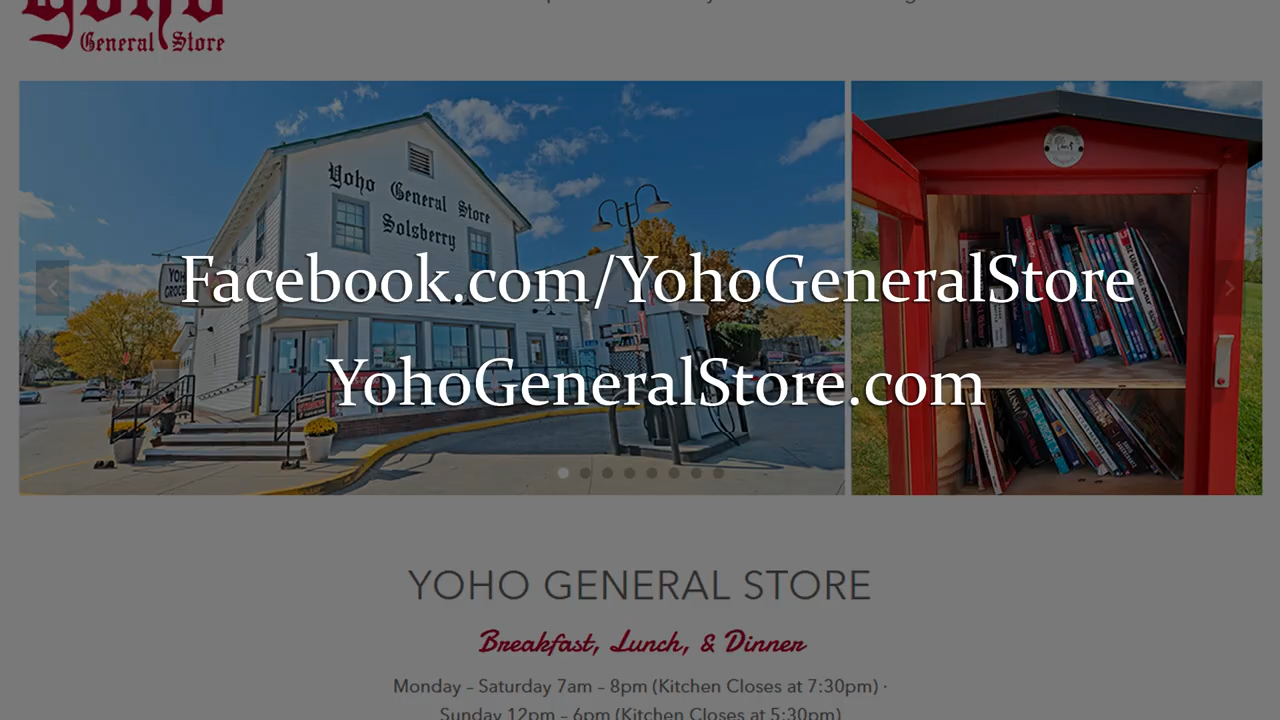 Yoho
General Store
Yoho General Store
Solsberry
Facebook.com/YohoGeneralStore
YohoGeneralStore.com
YOHO GENERAL STORE
Breakfast, Lunch, & Dinner
Monday – Saturday 7am – 8pm (Kitchen Closes at 7:30pm) ·
Sunday 12pm – 6pm (Kitchen Closes at 5:30pm)